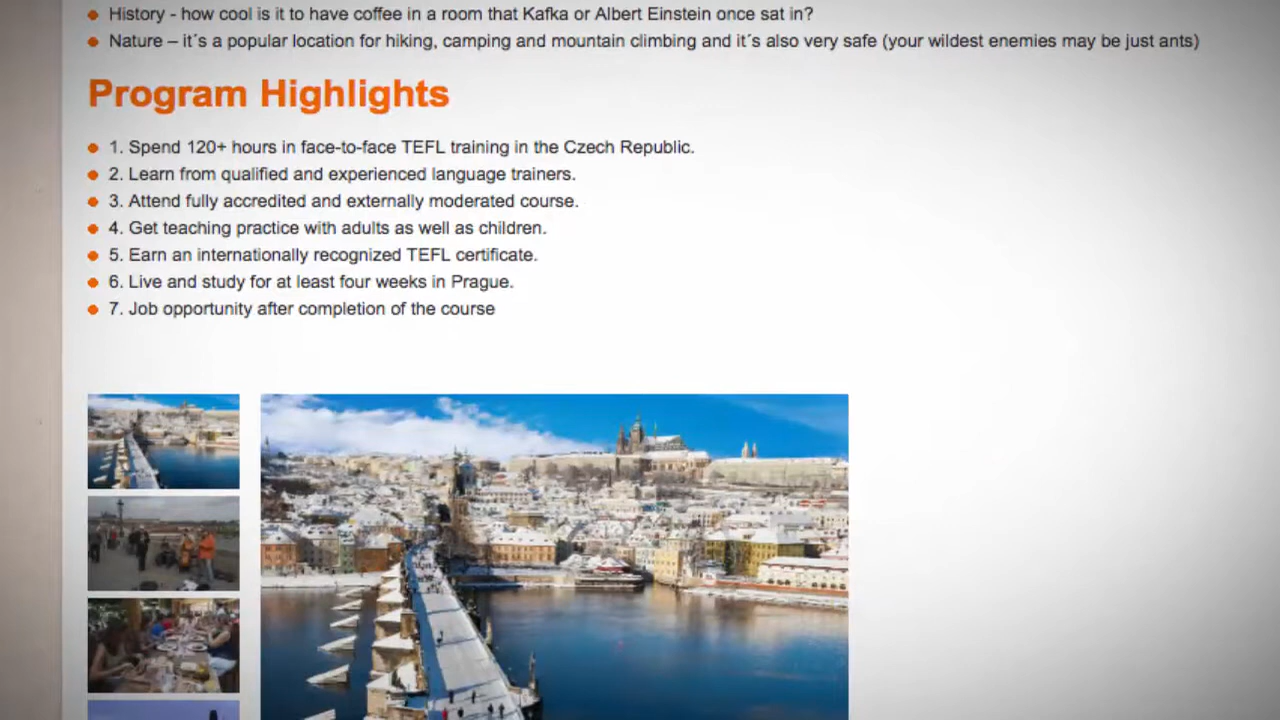 History - how cool is it to have coffee in a room that Kafka or Albert Einstein once sat in?
Nature – it´s a popular location for hiking, camping and mountain climbing and it´s also very safe (your wildest enemies may be just ants)
Program Highlights
1. Spend 120+ hours in face-to-face TEFL training in the Czech Republic.
2. Learn from qualified and experienced language trainers.
3. Attend fully accredited and externally moderated course.
4. Get teaching practice with adults as well as children.
5. Earn an internationally recognized TEFL certificate.
6. Live and study for at least four weeks in Prague.
7. Job opportunity after completion of the course